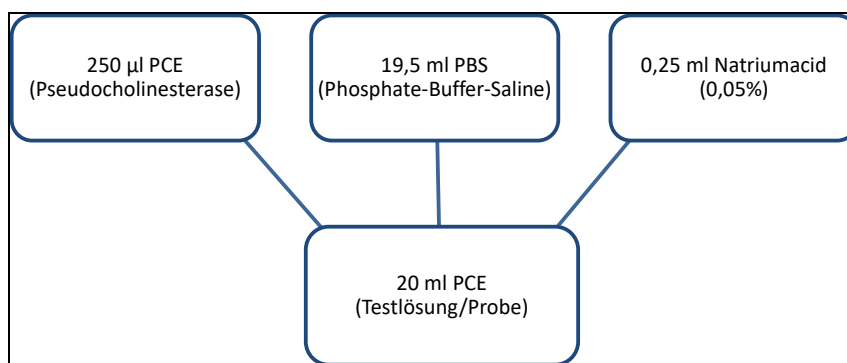 250 µl PCE
(Pseudocholinesterase)
19,5 ml PBS
(Phosphate-Buffer-Saline)
0,25 ml Natriumacid
(0,05%)
20 ml PCE
(Testlösung/Probe)